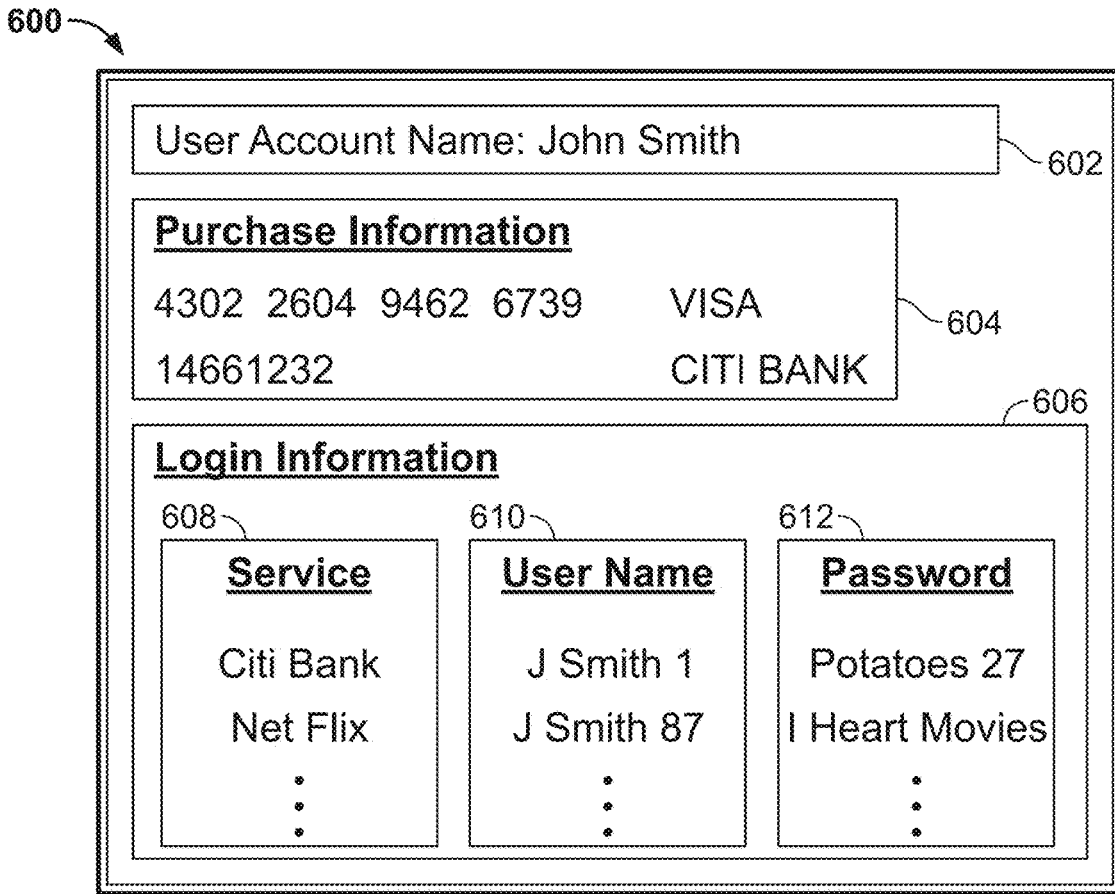 600
User Account Name: John Smith
602
Purchase Information
4302 2604 9462 6739 VISA
604
14661232 CITI BANK
606
Login Information
608 610 612
Service User Name Password
Citi Bank J Smith 1 Potatoes 27
Net Flix J Smith 87 I Heart Movies